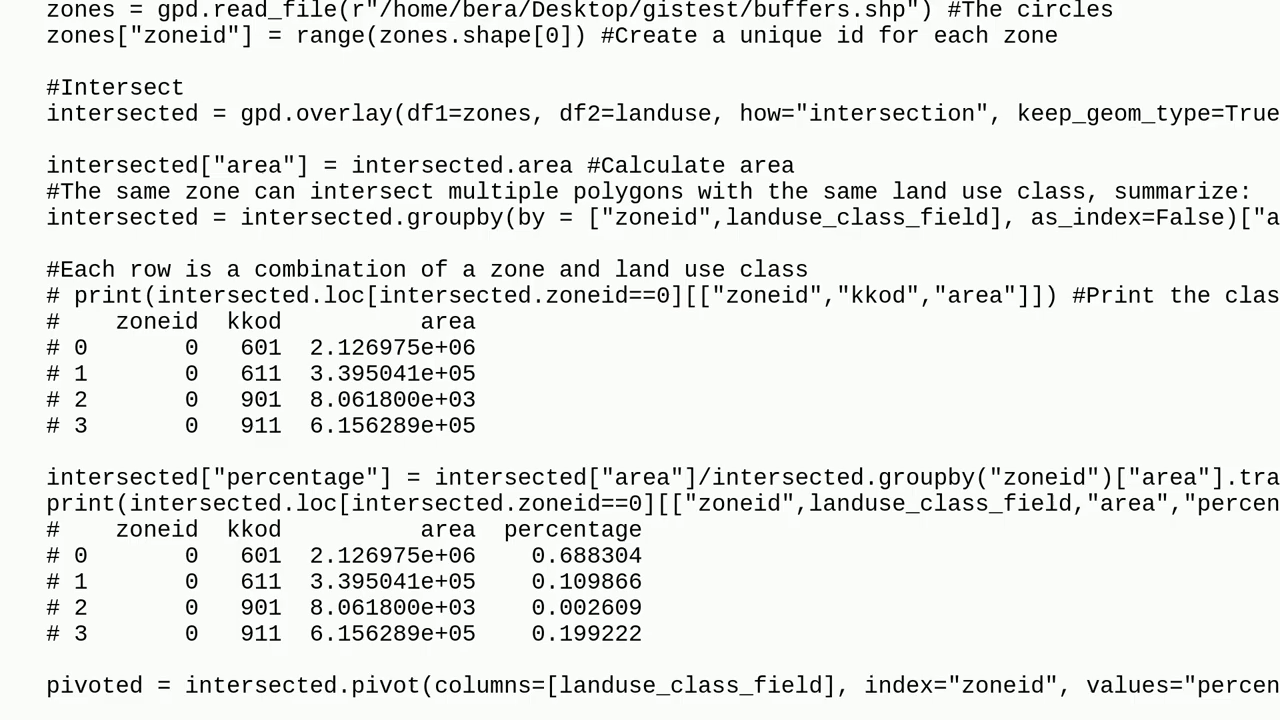 zones = gpd.read_file(r"/home/bera/Desktop/gistest/buffers.shp") #The circles
zones["zoneid"] = range(zones.shape[0]) #Create a unique id for each zone
#Intersect
intersected = gpd.overlay(df1=zones, df2=landuse, how="intersection", keep_geom_type=True
intersected["area"] = intersected.area #Calculate area
#The same zone can intersect multiple polygons with the same land use class, summarize:
intersected = intersected.groupby(by = ["zoneid",landuse_class_field], as_index=False)["a
#Each row is a combination of a zone and land use class
# print(intersected.loc[intersected.zoneid==0][["zoneid","kkod","area"]]) #Print the clas
#    zoneid  kkod          area
# 0       0   601  2.126975e+06
# 1       0   611  3.395041e+05
# 2       0   901  8.061800e+03
# 3       0   911  6.156289e+05
intersected["percentage"] = intersected["area"]/intersected.groupby("zoneid")["area"].tra
print(intersected.loc[intersected.zoneid==0][["zoneid",landuse_class_field,"area","percen
#    zoneid  kkod          area  percentage
# 0       0   601  2.126975e+06    0.688304
# 1       0   611  3.395041e+05    0.109866
# 2       0   901  8.061800e+03    0.002609
# 3       0   911  6.156289e+05    0.199222
pivoted = intersected.pivot(columns=[landuse_class_field], index="zoneid", values="percen